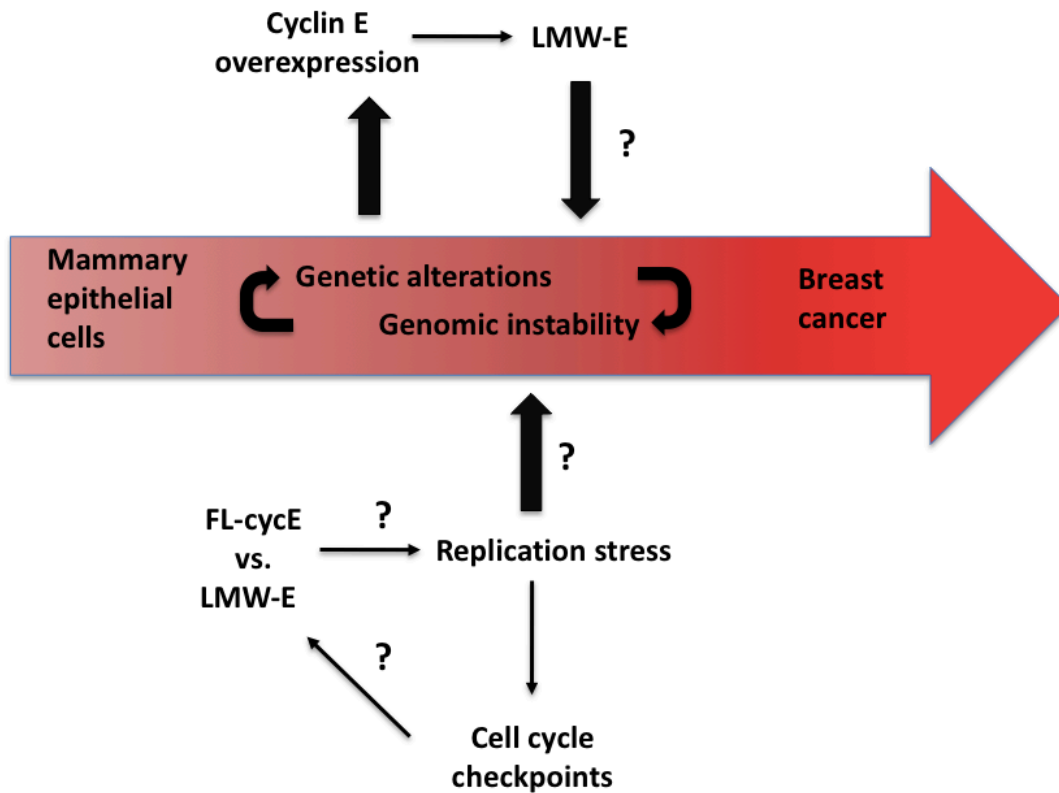 Cyclin E
overexpression
LMW-E
?
Mammary
epithelial
cells
Genetic alterations
Genomic instability
Breast
cancer
?
FL-cycE
vs.
LMW-E
?
Replication stress
?
Cell cycle
checkpoints